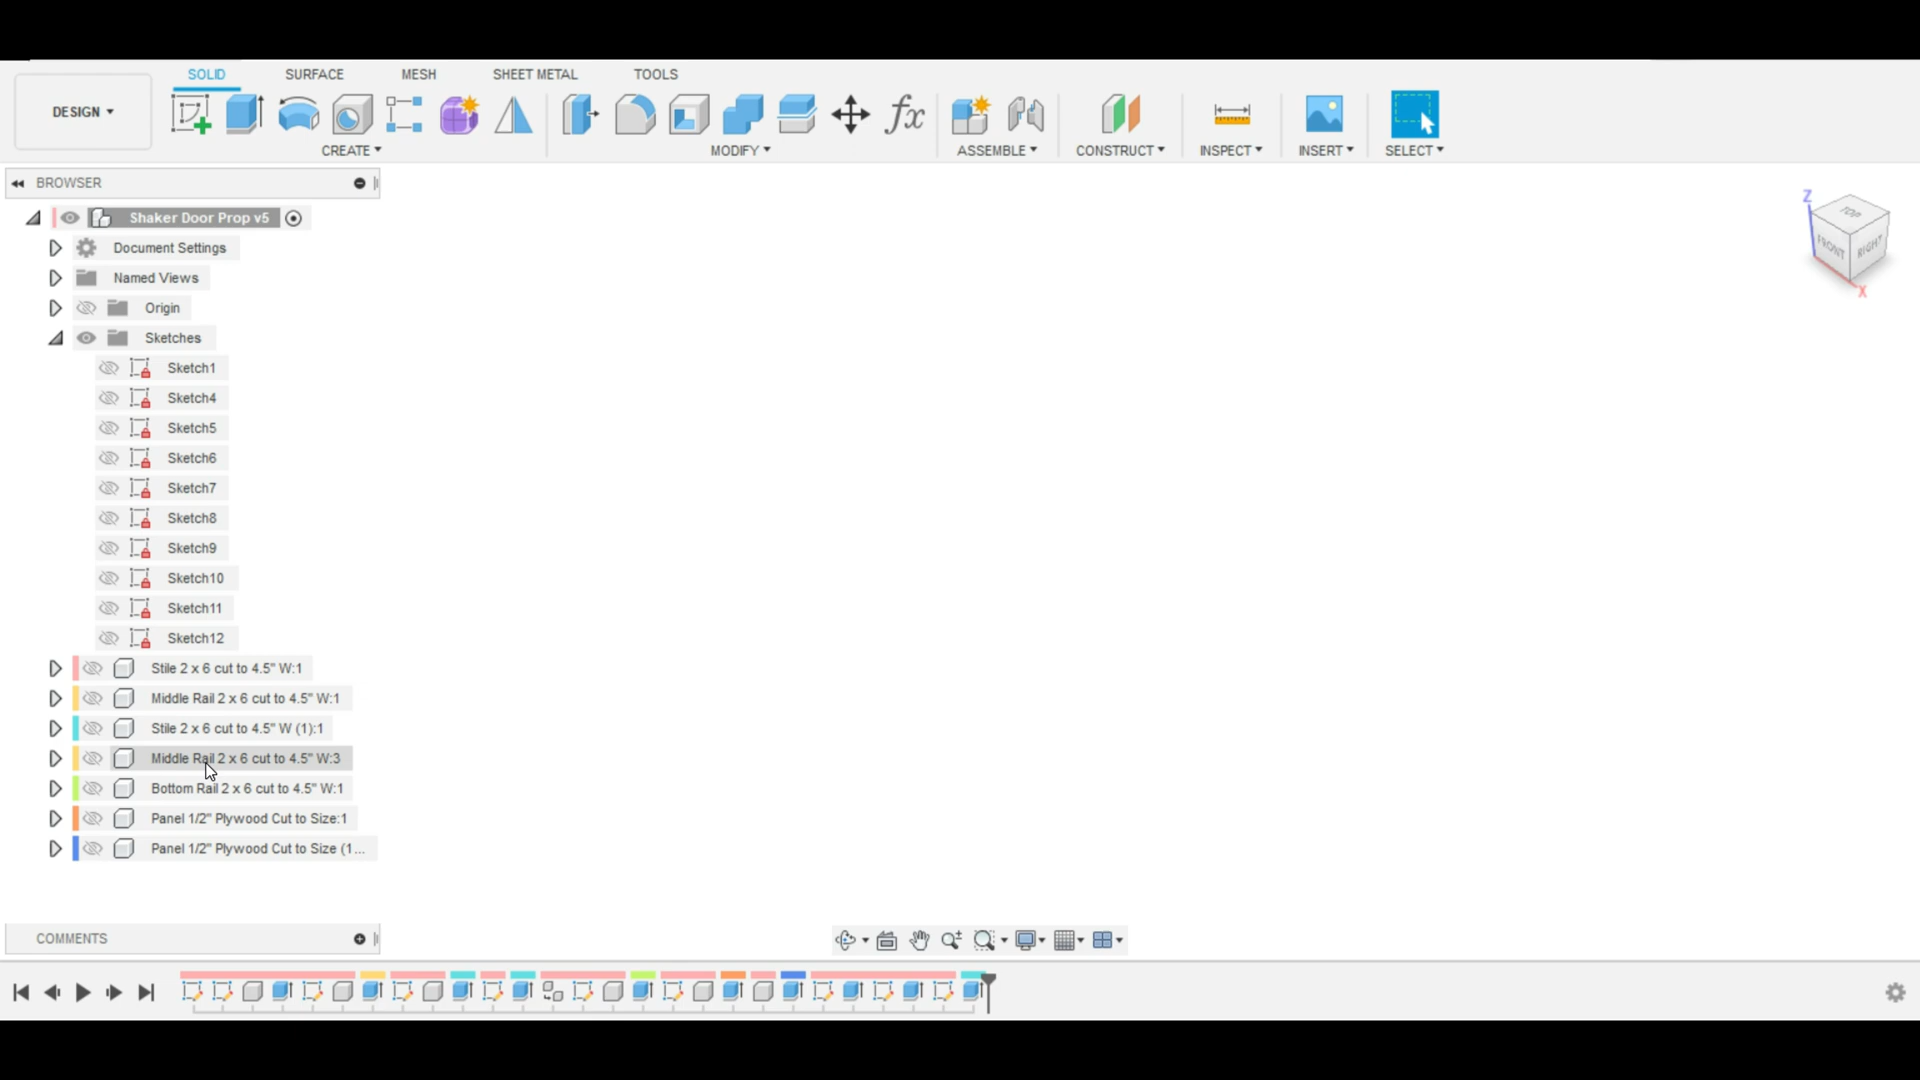 SOLID SURFACE MESH SHEET METAL TOOLS
DESIGN
fx
CREATE MODIFY ASSEMBLE CONSTRUCT INSPECT INSERT SELECT
BROWSER
Shaker Door Prop v5
Document Settings
Named Views
Origin
Sketches
Sketch1
Sketch4
Sketch5
Sketch6
Sketch7
Sketch8
Sketch9
Sketch10
Sketch11
Sketch12
Stile 2 x 6 cut to 4.5" W:1
Middle Rail 2 x 6 cut to 4.5" W:1
Stile 2 x 6 cut to 4.5" W (1):1
Middle Rail 2 x 6 cut to 4.5" W:3
Bottom Rail 2 x 6 cut to 4.5" W:1
Panel 1/2" Plywood Cut to Size:1
Panel 1/2" Plywood Cut to Size (1...
COMMENTS
Z
TOP
FRONT RIGHT
X